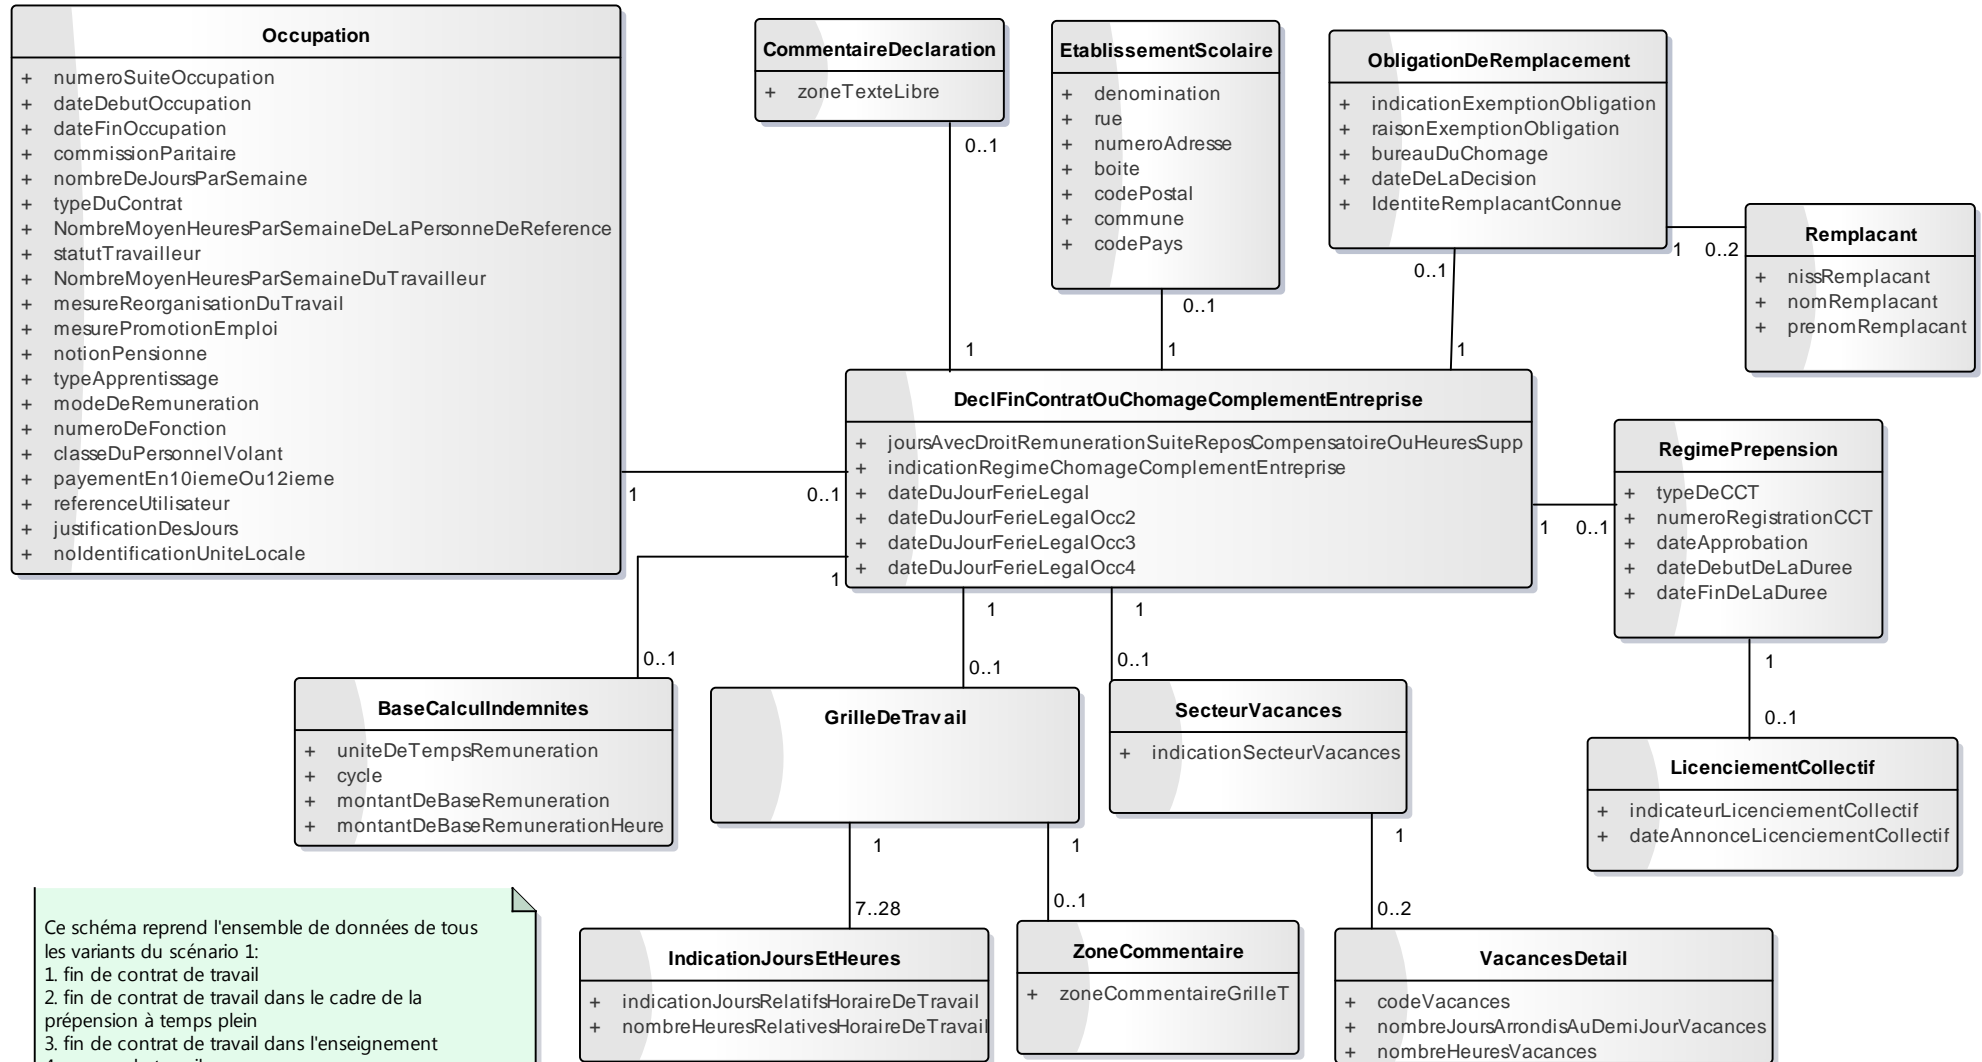 Occupation
+ numeroSuiteOccupation
+ dateDebutOccupation
+ dateFinOccupation
+ commissionParitaire
+ nombreDeJoursParSemaine
+ typeDuContrat
+ NombreMoyenHeuresParSemaineDeLaPersonneDeReference
+ statutTravailleur
+ NombreMoyenHeuresParSemaineDuTravailleur
+ mesureReorganisationDuTravail
+ mesurePromotionEmploi
+ notionPensionne
+ typeApprentissage
+ modeDeRemuneration
+ numeroDeFonction
+ classeDuPersonnelVolant
+ payementEn10iemeOu12ieme
+ referenceUtilisateur
+ justificationDesJours
+ noIdentificationUniteLocale
CommentaireDeclaration
+ zoneTexteLibre
0..1
1
EtablissementScolaire
+ denomination
+ rue
+ numeroAdresse
+ boite
+ codePostal
+ commune
+ codePays
0..1
1
ObligationDeRemplacement
+ indicationExemptionObligation
+ raisonExemptionObligation
+ bureauDuChomage
+ dateDeLaDecision
+ IdentiteRemplacantConnue
0..1
1
1
0..2
Remplacant
+ nissRemplacant
+ nomRemplacant
+ prenomRemplacant
1
0..1
DeclFinContratOuChomageComplementEntreprise
+ joursAvecDroitRemunerationSuiteReposCompensatoireOuHeuresSupp
+ indicationRegimeChomageComplementEntreprise
+ dateDuJourFerieLegal
+ dateDuJourFerieLegalOcc2
+ dateDuJourFerieLegalOcc3
+ dateDuJourFerieLegalOcc4
1
0..1
RegimePrepension
+ typeDeCCT
+ numeroRegistrationCCT
+ dateApprobation
+ dateDebutDeLaDuree
+ dateFinDeLaDuree
1
0..1
LicenciementCollectif
+ indicateurLicenciementCollectif
+ dateAnnonceLicenciementCollectif
1
0..1
BaseCalculIndemnites
+ uniteDeTempsRemuneration
+ cycle
+ montantDeBaseRemuneration
+ montantDeBaseRemunerationHeure
1
0..1
GrilleDeTravail
1
0..1
SecteurVacances
+ indicationSecteurVacances
1
7..28
IndicationJoursEtHeures
+ indicationJoursRelatifsHoraireDeTravail
+ nombreHeuresRelativesHoraireDeTravail
1
0..1
ZoneCommentaire
+ zoneCommentaireGrilleT
1
0..2
VacancesDetail
+ codeVacances
+ nombreJoursArrondisAuDemiJourVacances
+ nombreHeuresVacances
Ce schéma reprend l'ensemble de données de tous
les variants du scénario 1:
1. fin de contrat de travail
2. fin de contrat de travail dans le cadre de la
prépension à temps plein
3. fin de contrat de travail dans l'enseignement